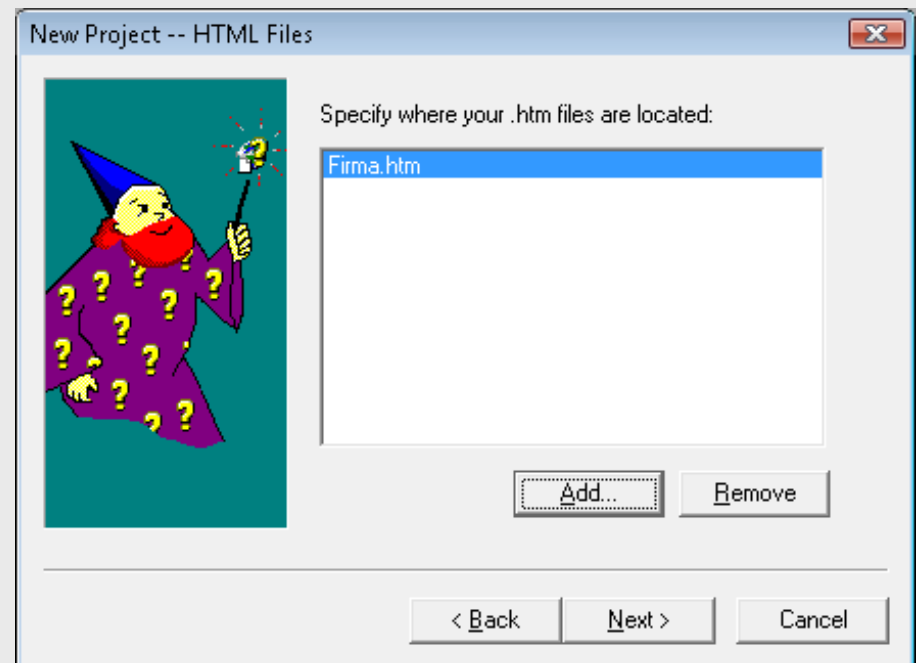 New Project -- HTML Files
Specify where your .htm files are located:
Firma.htm
Add...
Remove
< Back
Next >
Cancel